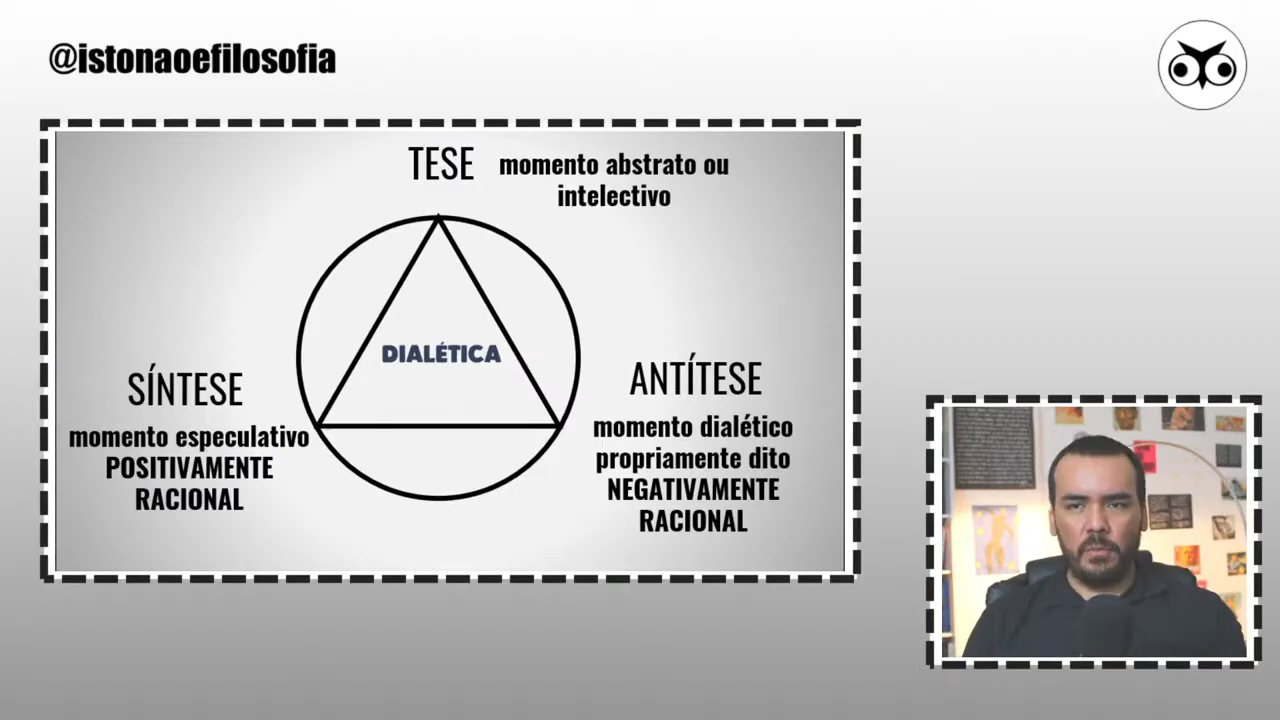 @istonaoefilosofia
TESE
momento abstrato ou
intelectivo
DIALÉTICA
SÍNTESE
momento especulativo
POSITIVAMENTE
RACIONAL
ANTÍTESE
momento dialético
propriamente dito
NEGATIVAMENTE
RACIONAL